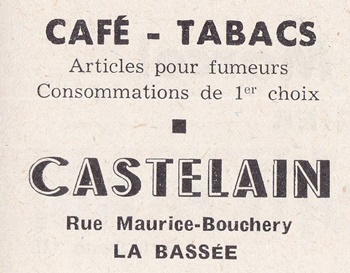 CAFÉ - TABACS
Articles pour fumeurs
Consommations de 1er choix
CASTELAIN
Rue Maurice-Bouchery
LA BASSÉE